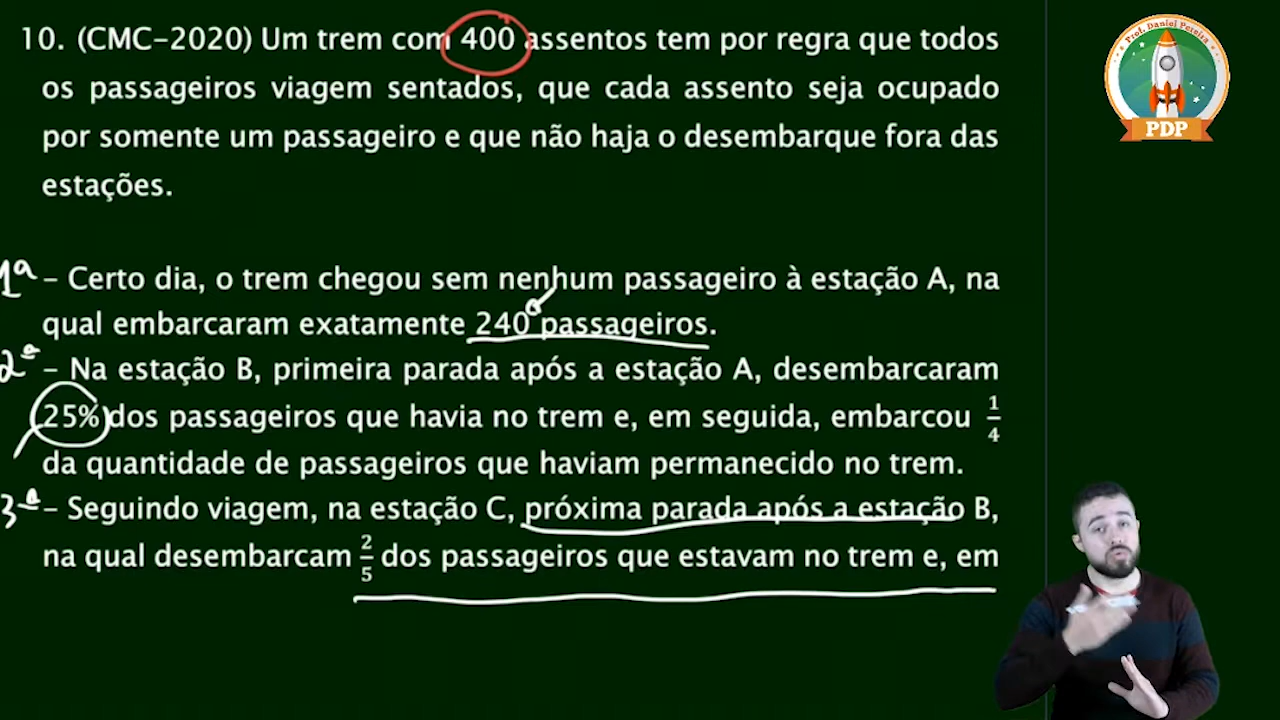 10. (CMC-2020) Um trem com 400 assentos tem por regra que todos
os passageiros viagem sentados, que cada assento seja ocupado
por somente um passageiro e que não haja o desembarque fora das
estações.
1ª - Certo dia, o trem chegou sem nenhum passageiro à estação A, na
qual embarcaram exatamente 240 passageiros.
2ª - Na estação B, primeira parada após a estação A, desembarcaram
25% dos passageiros que havia no trem e, em seguida, embarcou 1/4
da quantidade de passageiros que haviam permanecido no trem.
3ª - Seguindo viagem, na estação C, próxima parada após a estação B,
na qual desembarcam 2/5 dos passageiros que estavam no trem e, em
Prof. Daniel Pereira
PDP